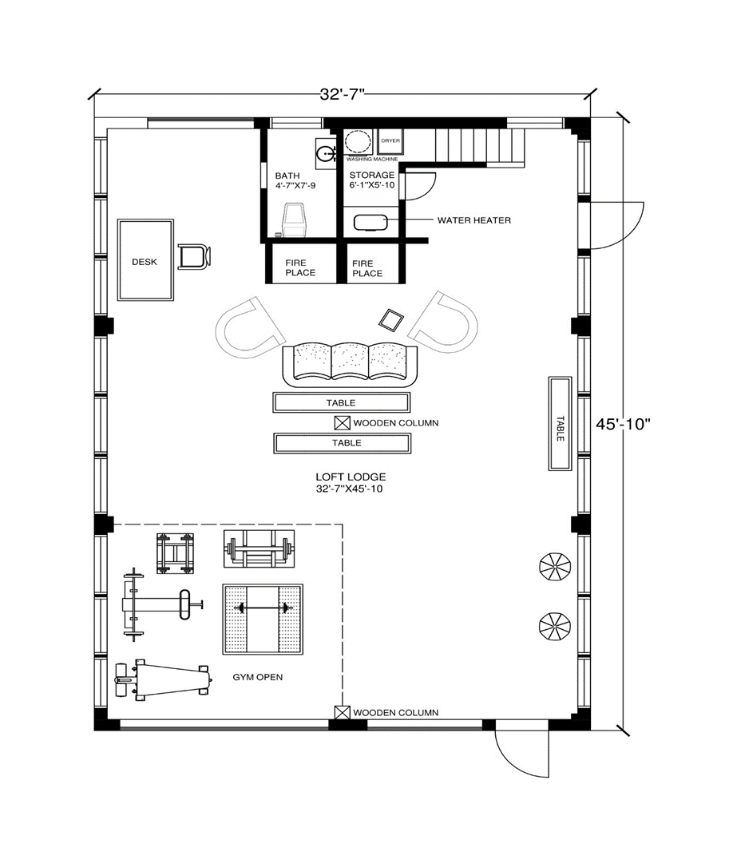 32'-7"
DRYER
WASHING MACHINE
BATH
4'-7"X7'-9
STORAGE
6'-1"X5'-10
WATER HEATER
DESK
FIRE
PLACE
FIRE
PLACE
TABLE
WOODEN COLUMN
TABLE
TABLE
45'-10"
LOFT LODGE
32'-7"X45'-10
GYM OPEN
WOODEN COLUMN